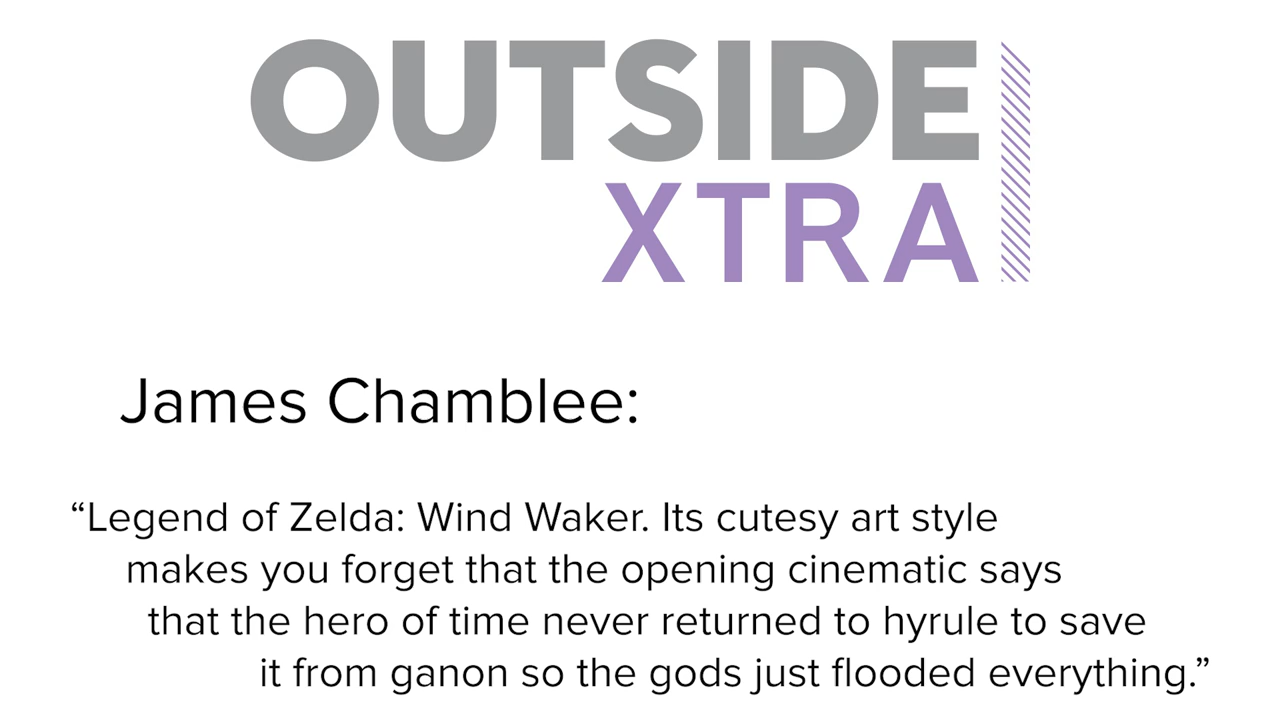 OUTSIDE
XTRA
James Chamblee:
“Legend of Zelda: Wind Waker. Its cutesy art style
makes you forget that the opening cinematic says
that the hero of time never returned to hyrule to save
it from ganon so the gods just flooded everything.”